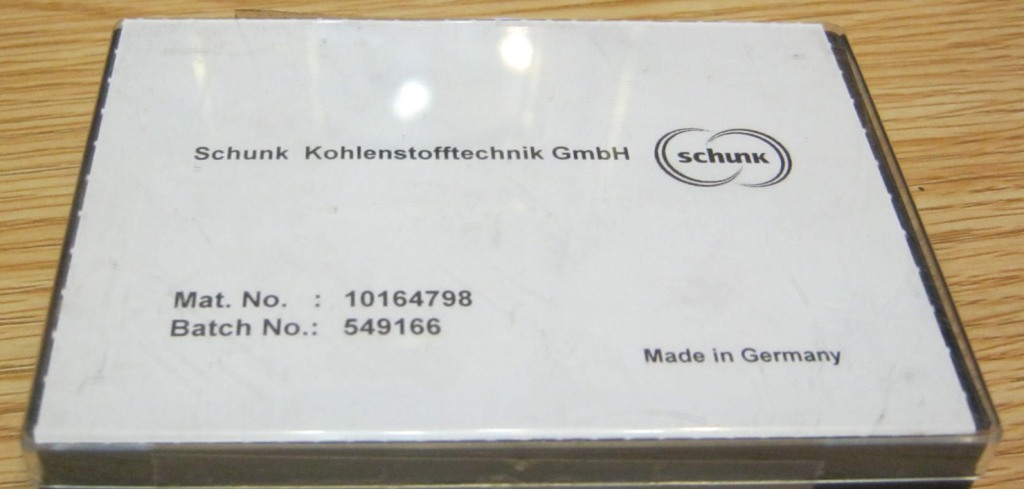 Schunk Kohlenstofftechnik GmbH
schunk
Mat. No. : 10164798
Batch No.: 549166
Made in Germany